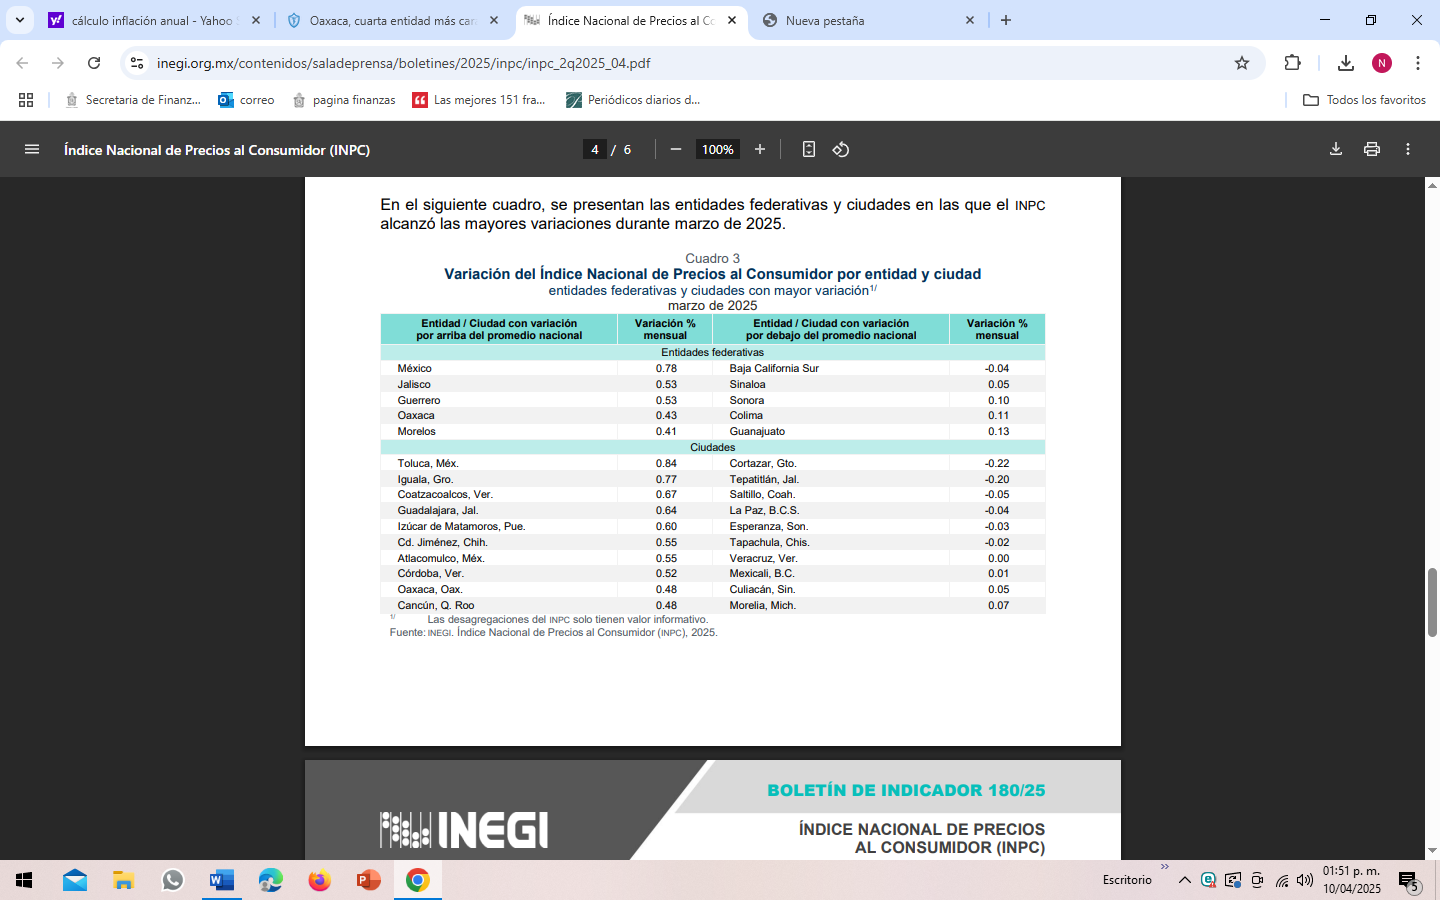 cálculo inflación anual - Yahoo
Oaxaca, cuarta entidad más car
Índice Nacional de Precios al Co
Nueva pestaña
inegi.org.mx/contenidos/saladeprensa/boletines/2025/inpc/inpc_2q2025_04.pdf
N
Secretaria de Finanz...
correo
pagina finanzas
Las mejores 151 fra...
Periódicos diarios d...
Todos los favoritos
Índice Nacional de Precios al Consumidor (INPC)
4 / 6
100%
En el siguiente cuadro, se presentan las entidades federativas y ciudades en las que el INPC
alcanzó las mayores variaciones durante marzo de 2025.
Cuadro 3
Variación del Índice Nacional de Precios al Consumidor por entidad y ciudad
entidades federativas y ciudades con mayor variación1/
marzo de 2025
Entidad / Ciudad con variación por arriba del promedio nacional Variación % mensual Entidad / Ciudad con variación por debajo del promedio nacional Variación % mensual
Entidades federativas
México 0.78 Baja California Sur -0.04
Jalisco 0.53 Sinaloa 0.05
Guerrero 0.53 Sonora 0.10
Oaxaca 0.43 Colima 0.11
Morelos 0.41 Guanajuato 0.13
Ciudades
Toluca, Méx. 0.84 Cortazar, Gto. -0.22
Iguala, Gro. 0.77 Tepatitlán, Jal. -0.20
Coatzacoalcos, Ver. 0.67 Saltillo, Coah. -0.05
Guadalajara, Jal. 0.64 La Paz, B.C.S. -0.04
Izúcar de Matamoros, Pue. 0.60 Esperanza, Son. -0.03
Cd. Jiménez, Chih. 0.55 Tapachula, Chis. -0.02
Atlacomulco, Méx. 0.55 Veracruz, Ver. 0.00
Córdoba, Ver. 0.52 Mexicali, B.C. 0.01
Oaxaca, Oax. 0.48 Culiacán, Sin. 0.05
Cancún, Q. Roo 0.48 Morelia, Mich. 0.07
1/ Las desagregaciones del INPC solo tienen valor informativo.
Fuente: INEGI. Índice Nacional de Precios al Consumidor (INPC), 2025.
BOLETÍN DE INDICADOR 180/25
INEGI
ÍNDICE NACIONAL DE PRECIOS
AL CONSUMIDOR (INPC)
Escritorio
01:51 p. m.
10/04/2025
5